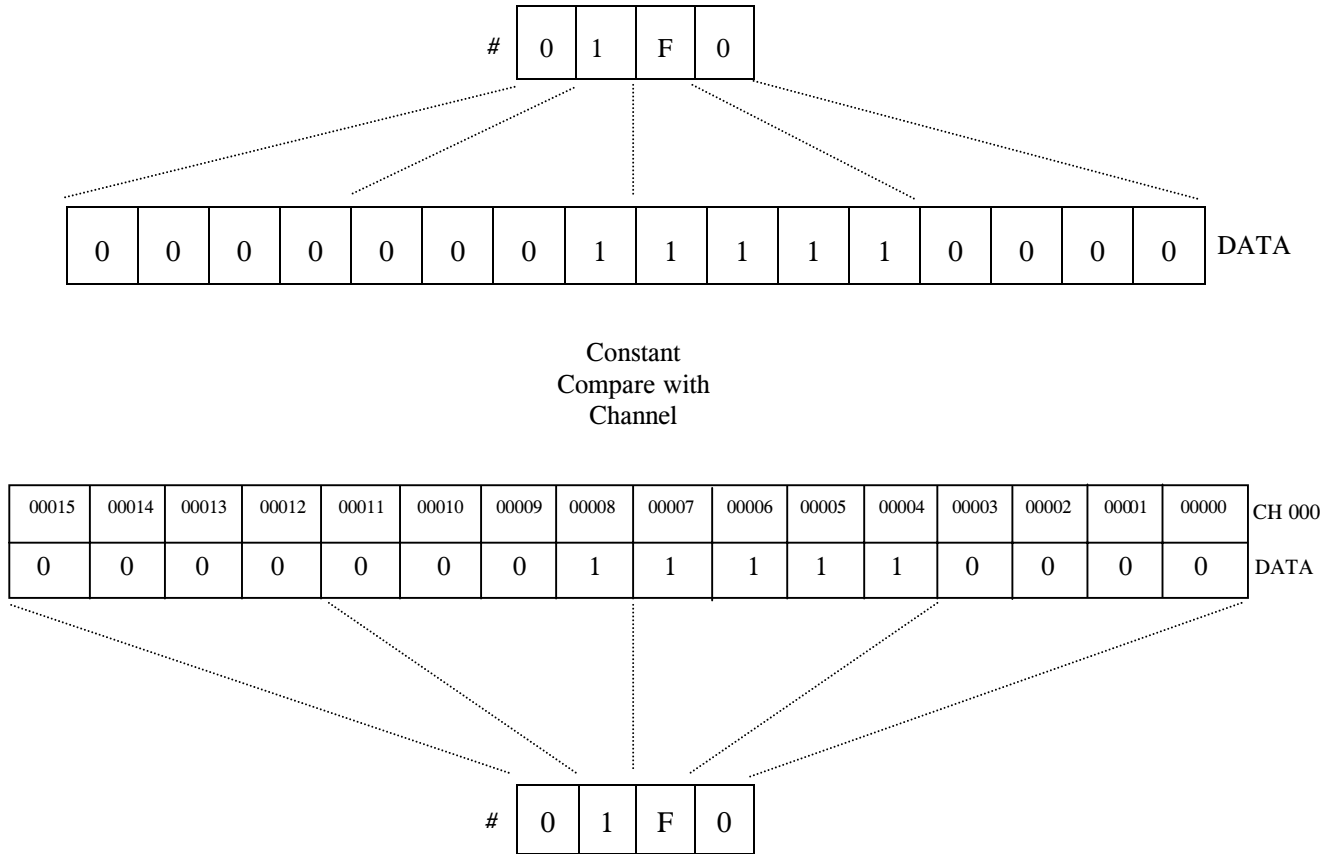 # 0 1 F 0
0 0 0 0 0 0 0 1 1 1 1 1 0 0 0 0 DATA
Constant
Compare with
Channel
00015 00014 00013 00012 00011 00010 00009 00008 00007 00006 00005 00004 00003 00002 00001 00000 CH 000
0 0 0 0 0 0 0 1 1 1 1 1 0 0 0 0 DATA
# 0 1 F 0